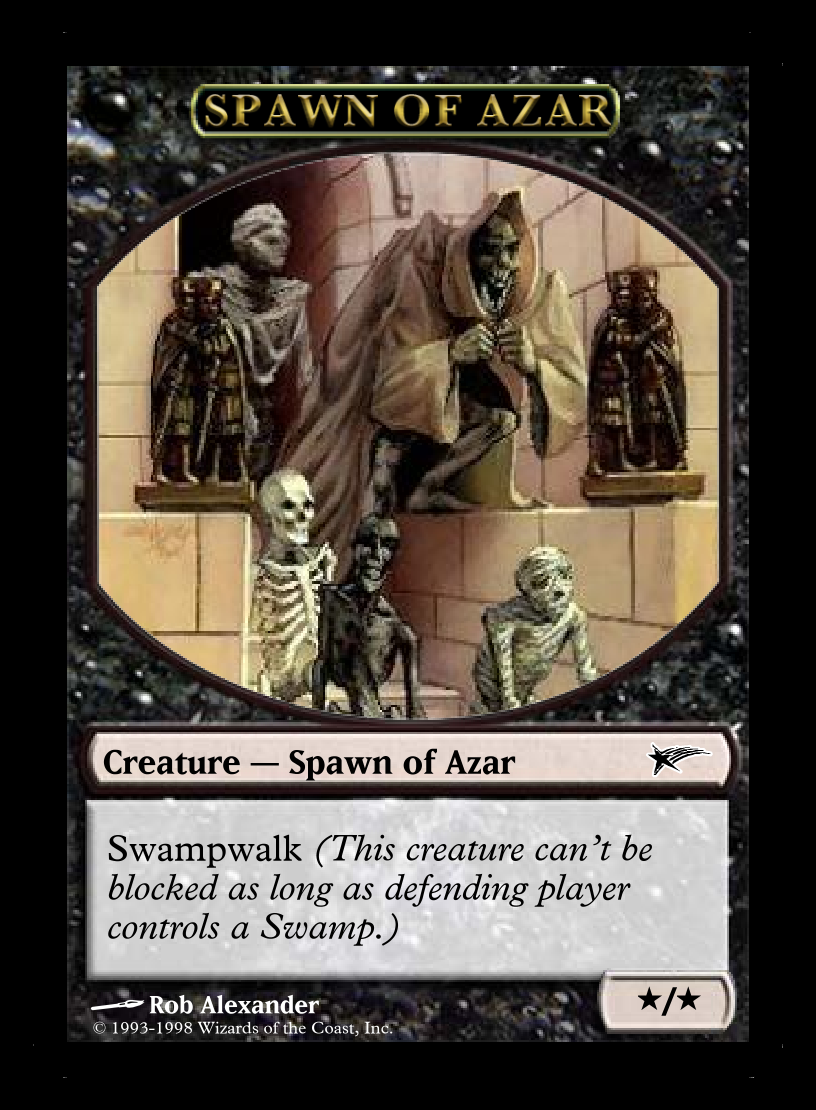 SPAWN OF AZAR
Creature — Spawn of Azar
Swampwalk (This creature can't be
blocked as long as defending player
controls a Swamp.)
★/★
Rob Alexander
© 1993-1998 Wizards of the Coast, Inc.